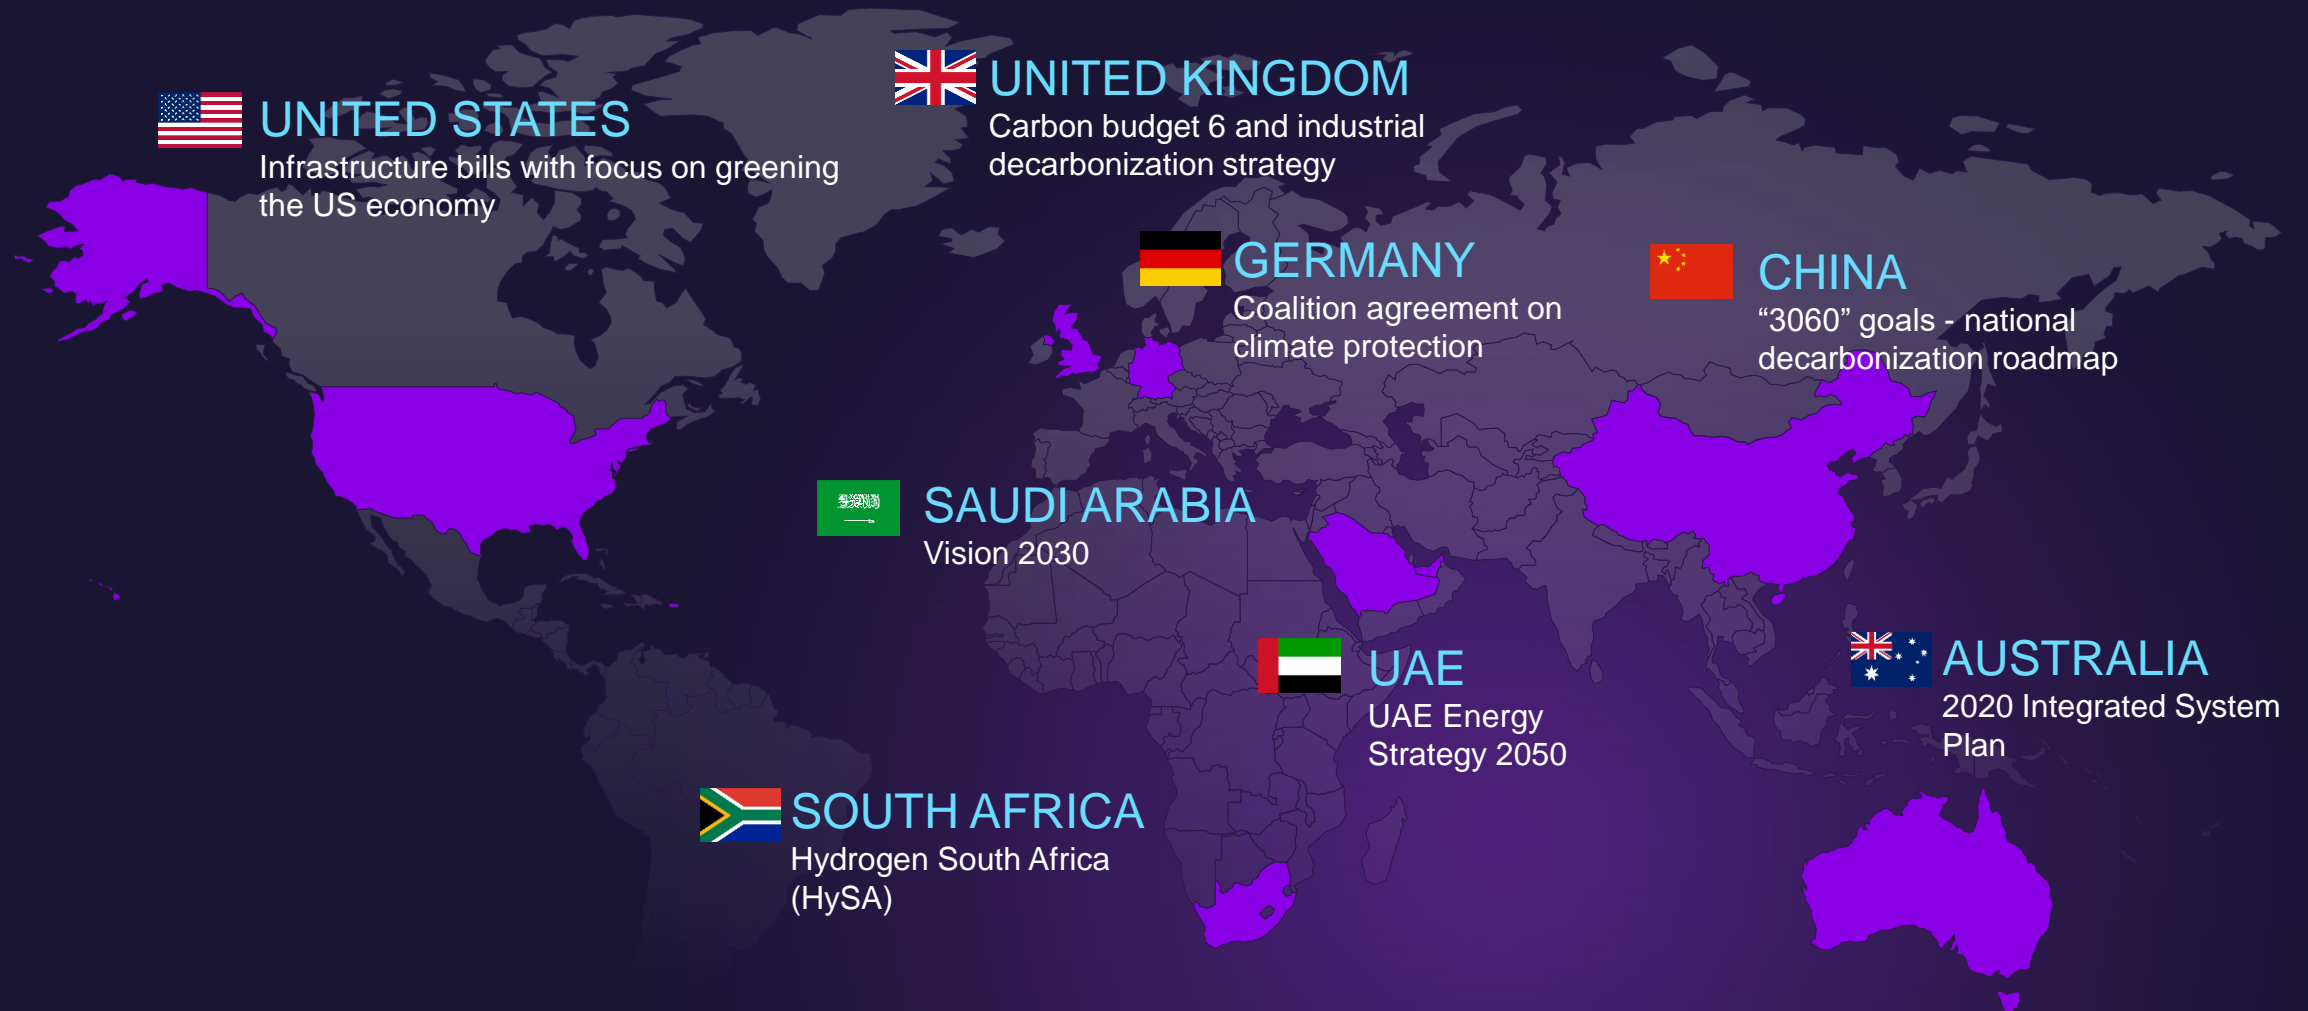 UNITED STATES
Infrastructure bills with focus on greening
the US economy
UNITED KINGDOM
Carbon budget 6 and industrial
decarbonization strategy
GERMANY
Coalition agreement on
climate protection
CHINA
“3060” goals - national
decarbonization roadmap
SAUDI ARABIA
Vision 2030
UAE
UAE Energy
Strategy 2050
AUSTRALIA
2020 Integrated System
Plan
SOUTH AFRICA
Hydrogen South Africa
(HySA)